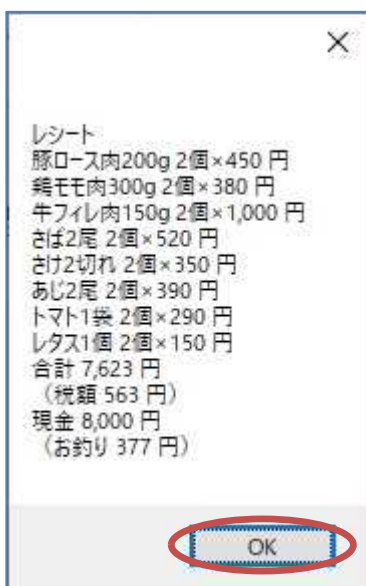 レシート
豚ロース肉200g 2個×450 円
鶏モモ肉300g 2個×380 円
牛フィレ肉150g 2個×1,000 円
さば2尾 2個×520 円
さけ2切れ 2個×350 円
あじ2尾 2個×390 円
トマト1袋 2個×290 円
レタス1個 2個×150 円
合計 7,623 円
（税額 563 円）
現金 8,000 円
（お釣り 377 円）
OK